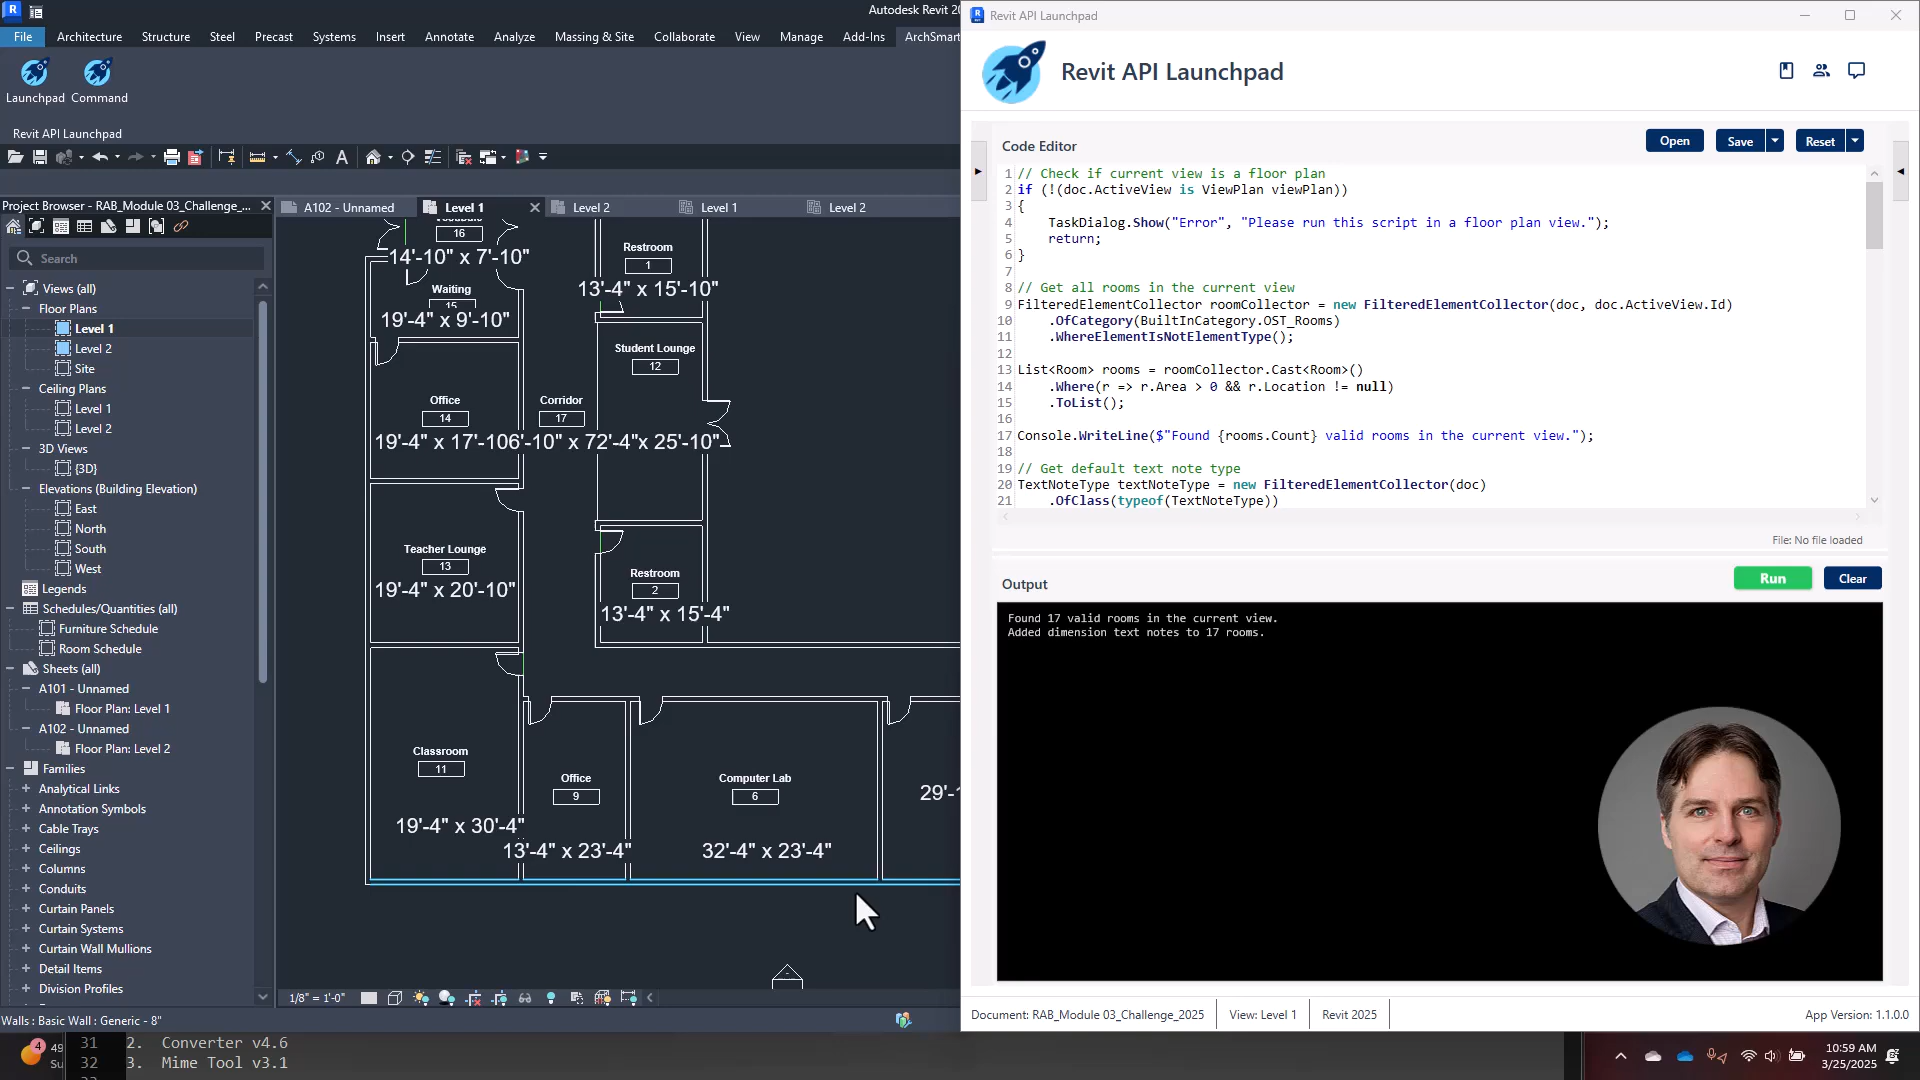 Autodesk Revit 20
File Architecture Structure Steel Precast Systems Insert Annotate Analyze Massing & Site Collaborate View Manage Add-Ins ArchSmart
Launchpad Command
Revit API Launchpad
Project Browser - RAB_Module 03_Challenge_...
Search
Views (all)
Floor Plans
Level 1
Level 2
Site
Ceiling Plans
Level 1
Level 2
3D Views
{3D}
Elevations (Building Elevation)
East
North
South
West
Legends
Schedules/Quantities (all)
Furniture Schedule
Room Schedule
Sheets (all)
A101 - Unnamed
Floor Plan: Level 1
A102 - Unnamed
Floor Plan: Level 2
Families
Analytical Links
Annotation Symbols
Cable Trays
Ceilings
Columns
Conduits
Curtain Panels
Curtain Systems
Curtain Wall Mullions
Detail Items
Division Profiles
Walls : Basic Wall : Generic - 8"
A102 - Unnamed Level 1 Level 2 Level 1 Level 2
16
14'-10" x 7'-10"
Waiting
15
19'-4" x 9'-10"
Restroom
1
13'-4" x 15'-10"
Student Lounge
12
Office
14
Corridor
17
19'-4" x 17'-106'-10" x 72'-4"x 25'-10"
Teacher Lounge
13
19'-4" x 20'-10"
Restroom
2
13'-4" x 15'-4"
Classroom
11
19'-4" x 30'-4"
Office
9
13'-4" x 23'-4"
Computer Lab
6
32'-4" x 23'-4"
29'-1
1/8" = 1'-0"
Revit API Launchpad
Revit API Launchpad
Code Editor
Open Save Reset
1 // Check if current view is a floor plan
2 if (!(doc.ActiveView is ViewPlan viewPlan))
3 {
4 TaskDialog.Show("Error", "Please run this script in a floor plan view.");
5 return;
6 }
7
8 // Get all rooms in the current view
9 FilteredElementCollector roomCollector = new FilteredElementCollector(doc, doc.ActiveView.Id)
10 .OfCategory(BuiltInCategory.OST_Rooms)
11 .WhereElementIsNotElementType();
12
13 List<Room> rooms = roomCollector.Cast<Room>()
14 .Where(r => r.Area > 0 && r.Location != null)
15 .ToList();
16
17 Console.WriteLine($"Found {rooms.Count} valid rooms in the current view.");
18
19 // Get default text note type
20 TextNoteType textNoteType = new FilteredElementCollector(doc)
21 .OfClass(typeof(TextNoteType))
File: No file loaded
Output
Run Clear
Found 17 valid rooms in the current view.
Added dimension text notes to 17 rooms.
Document: RAB_Module 03_Challenge_2025 View: Level 1 Revit 2025 App Version: 1.1.0.0
4 49
Su
31 2. Converter v4.6
32 3. Mime Tool v3.1
10:59 AM
3/25/2025